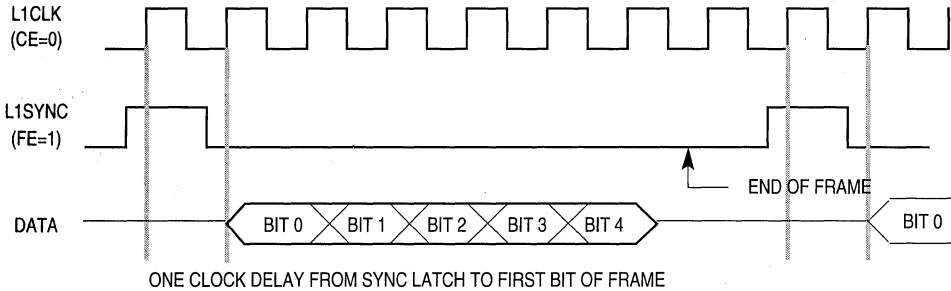 L1CLK
(CE=0)
L1SYNC
(FE=1)
END OF FRAME
DATA
BIT 0
BIT 1
BIT 2
BIT 3
BIT 4
BIT 0
ONE CLOCK DELAY FROM SYNC LATCH TO FIRST BIT OF FRAME